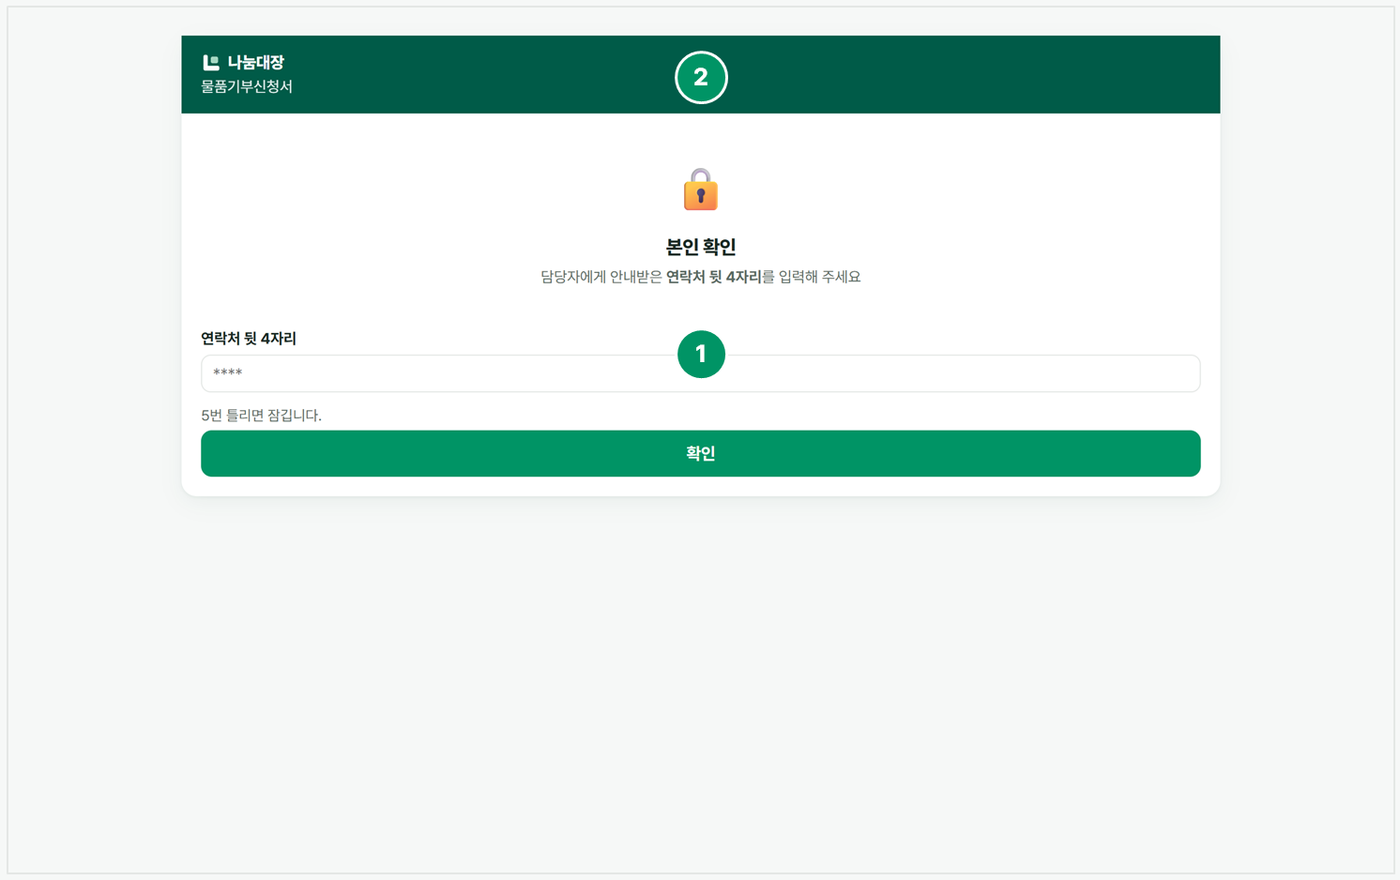 나눔대장
물품기부신청서
2
본인 확인
담당자에게 안내받은 연락처 뒷 4자리를 입력해 주세요
연락처 뒷 4자리
1
****
5번 틀리면 잠깁니다.
확인